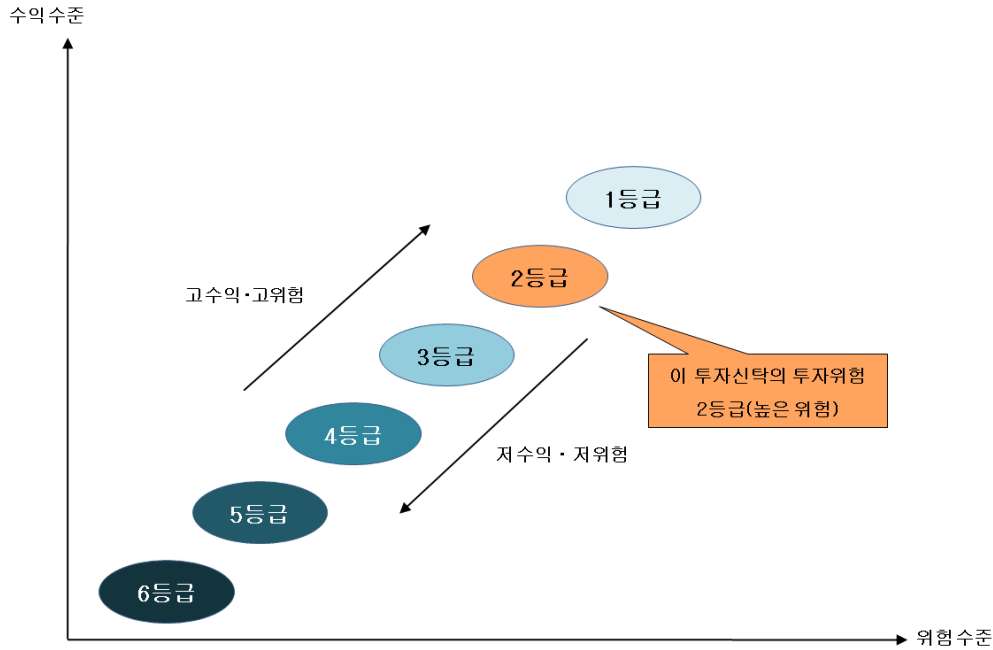 수익수준
1등급
2등급
고수익·고위험
3등급
이 투자신탁의 투자위험
2등급(높은 위험)
4등급
저수익 · 저위험
5등급
6등급
위험수준